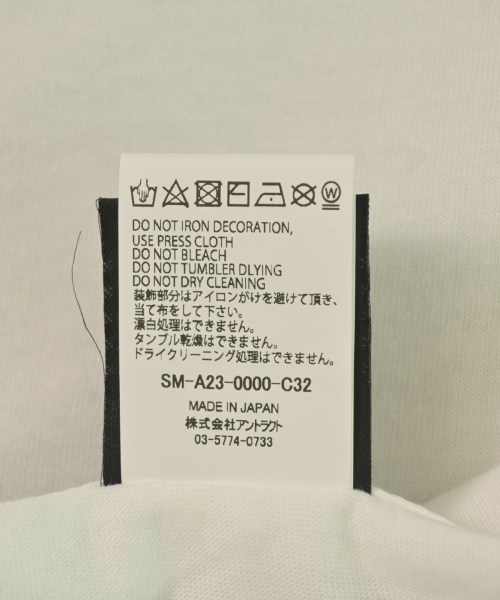 DO NOT IRON DECORATION,
USE PRESS CLOTH
DO NOT BLEACH
DO NOT TUMBLER DLYING
DO NOT DRY CLEANING
装飾部分はアイロンがけを避けて頂き、
当て布をして下さい。
漂白処理はできません。
タンブル乾燥はできません。
ドライクリーニング処理はできません。
SM-A23-0000-C32
MADE IN JAPAN
株式会社アントラクト
03-5774-0733